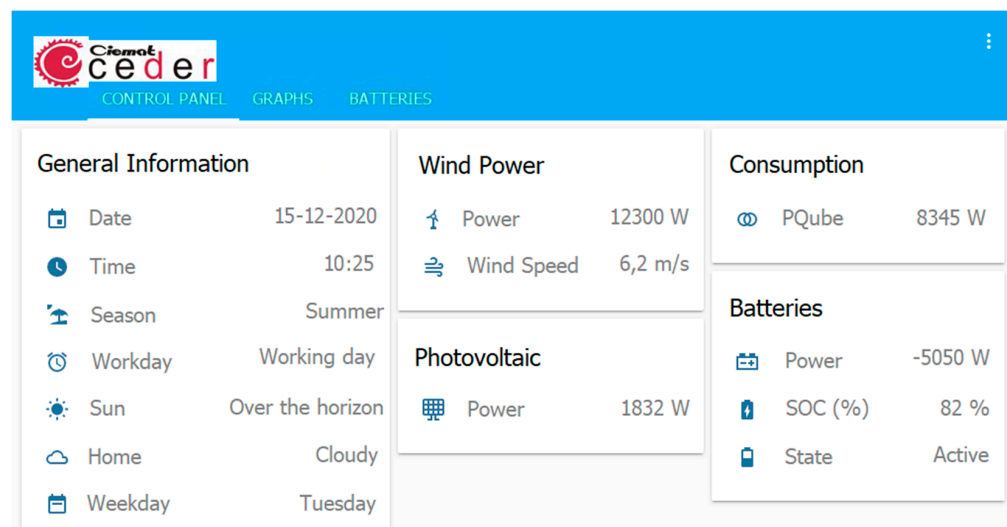 Ciemat
ceder
CONTROL PANEL GRAPHS BATTERIES
General Information
Date 15-12-2020
Time 10:25
Season Summer
Workday Working day
Sun Over the horizon
Home Cloudy
Weekday Tuesday
Wind Power
Power 12300 W
Wind Speed 6,2 m/s
Photovoltaic
Power 1832 W
Consumption
PQube 8345 W
Batteries
Power -5050 W
SOC (%) 82 %
State Active